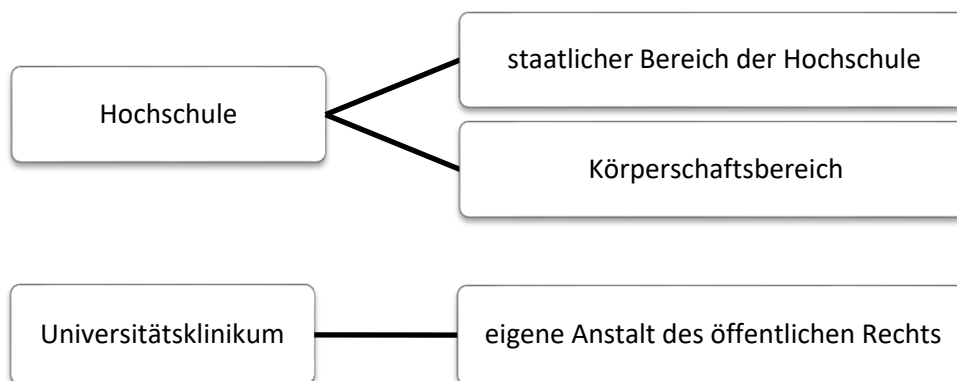 staatlicher Bereich der Hochschule
Hochschule
Körperschaftsbereich
Universitätsklinikum
eigene Anstalt des öffentlichen Rechts